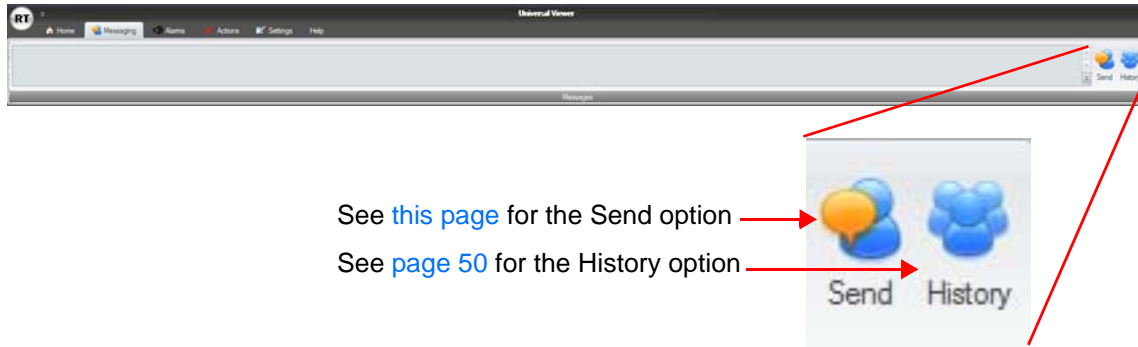 RT
Universal Viewer
Home Messaging Alarms Actions Settings Help
Send History
Messages
See this page for the Send option
See page 50 for the History option
Send History